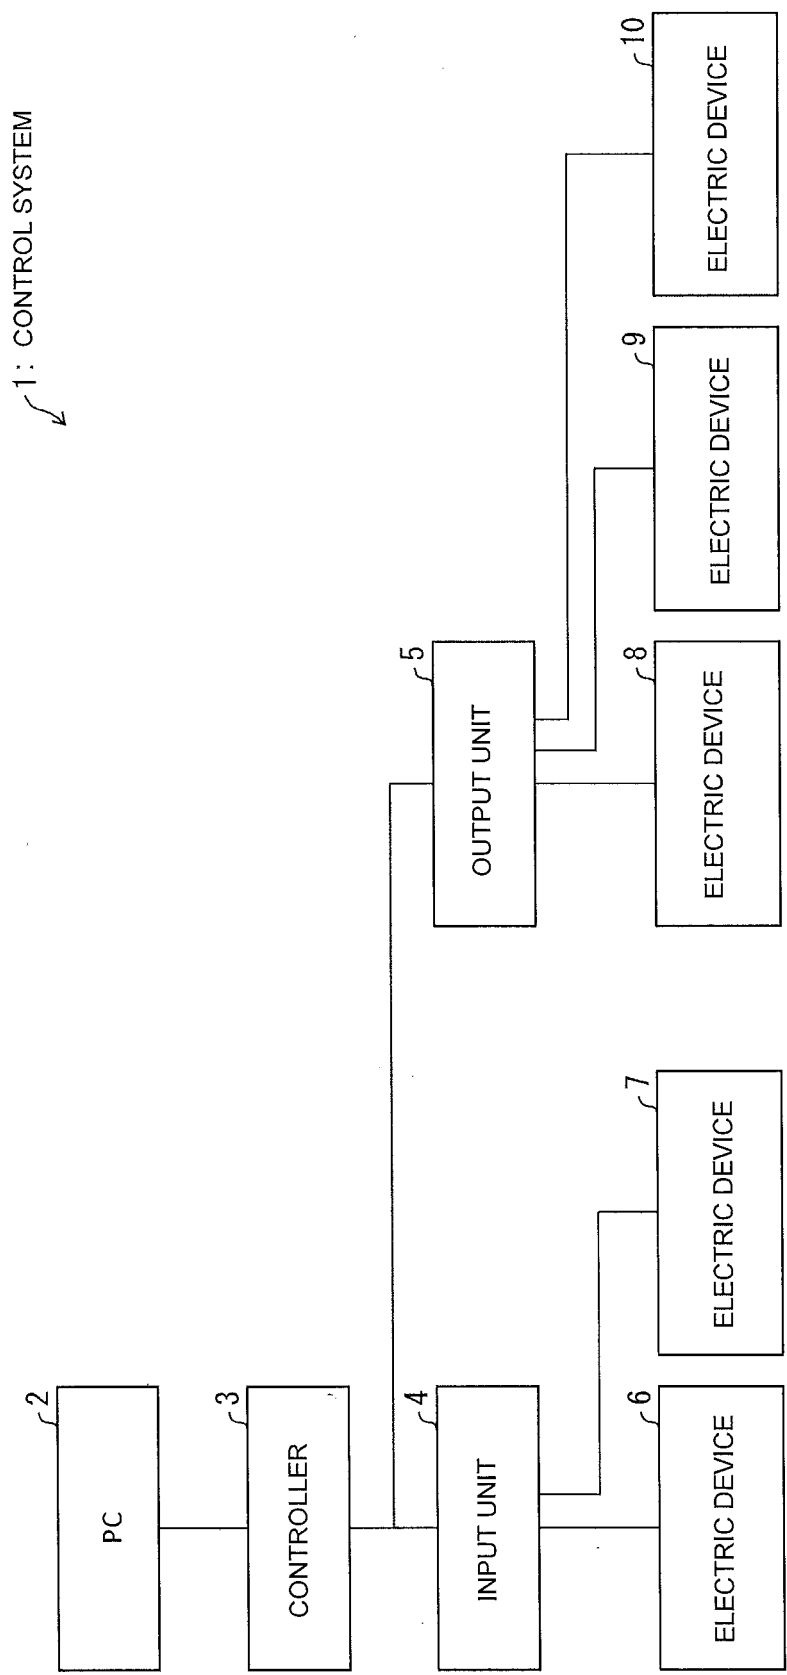 1: CONTROL SYSTEM
2
PC
3
CONTROLLER
4
INPUT UNIT
5
OUTPUT UNIT
6
ELECTRIC DEVICE
7
ELECTRIC DEVICE
8
ELECTRIC DEVICE
9
ELECTRIC DEVICE
10
ELECTRIC DEVICE